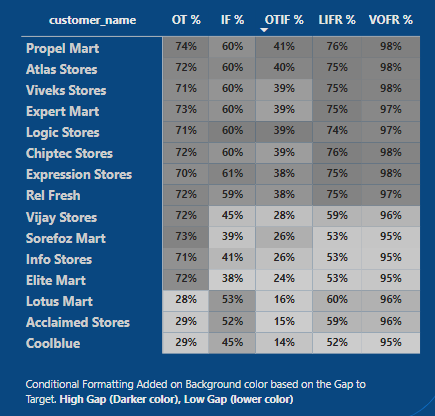 customer_name OT % IF % OTIF % LIFR % VOFR %
Propel Mart 74% 60% 41% 76% 98%
Atlas Stores 72% 60% 40% 75% 98%
Viveks Stores 71% 60% 39% 75% 98%
Expert Mart 73% 60% 39% 75% 97%
Logic Stores 71% 60% 39% 74% 97%
Chiptec Stores 72% 60% 39% 76% 98%
Expression Stores 70% 61% 38% 75% 98%
Rel Fresh 72% 59% 38% 75% 97%
Vijay Stores 72% 45% 28% 59% 96%
Sorefoz Mart 73% 39% 26% 53% 95%
Info Stores 71% 41% 26% 53% 95%
Elite Mart 72% 38% 24% 53% 95%
Lotus Mart 28% 53% 16% 60% 96%
Acclaimed Stores 29% 52% 15% 59% 96%
Coolblue 29% 45% 14% 52% 95%
Conditional Formatting Added on Background color based on the Gap to
Target. High Gap (Darker color), Low Gap (lower color)